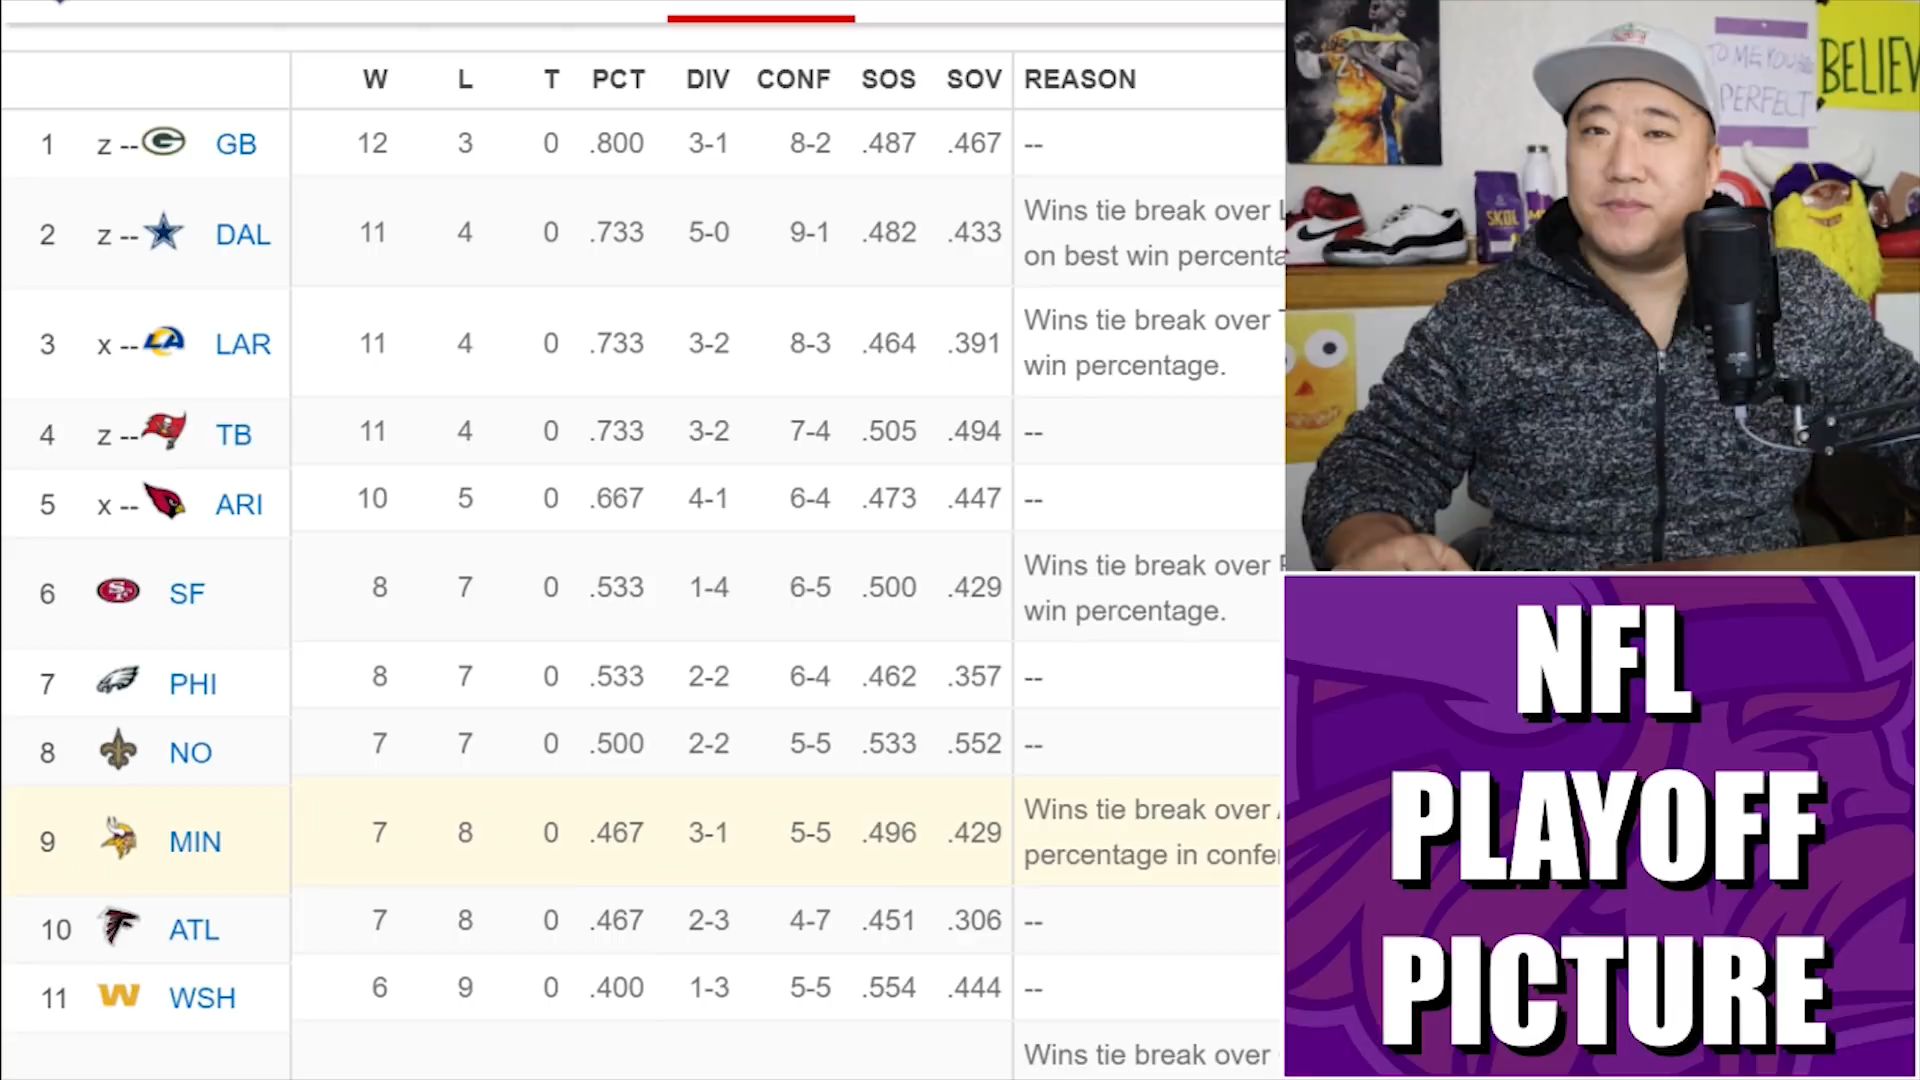 W L T PCT DIV CONF SOS SOV REASON
1 z -- GB 12 3 0 .800 3-1 8-2 .487 .467 --
2 z -- DAL 11 4 0 .733 5-0 9-1 .482 .433 Wins tie break over
on best win
3 x -- LAR 11 4 0 .733 3-2 8-3 .464 .391 Wins tie break over
win percentage.
4 z -- TB 11 4 0 .733 3-2 7-4 .505 .494 --
5 x -- ARI 10 5 0 .667 4-1 6-4 .473 .447 --
6 SF 8 7 0 .533 1-4 6-5 .500 .429 Wins tie break over
win percentage.
7 PHI 8 7 0 .533 2-2 6-4 .462 .357 --
8 NO 7 7 0 .500 2-2 5-5 .533 .552 --
9 MIN 7 8 0 .467 3-1 5-5 .496 .429 Wins tie break over
percentage in
10 ATL 7 8 0 .467 2-3 4-7 .451 .306 --
11 WSH 6 9 0 .400 1-3 5-5 .554 .444 --
Wins tie break over
TO ME YOU ARE
PERFECT
BELIEV
SKOL
NFL
PLAYOFF
PICTURE